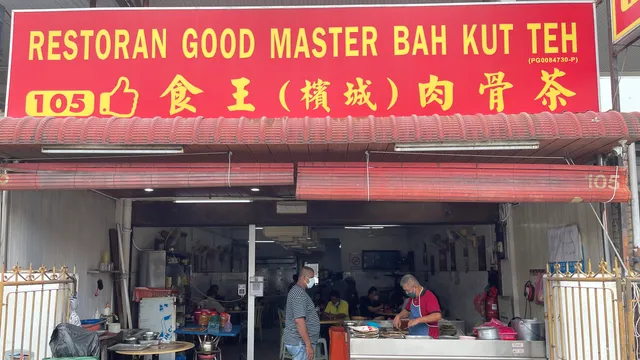 RESTORAN GOOD MASTER BAH KUT TEH
(PG0084730-P)
105 食王(檳城)肉骨茶
105